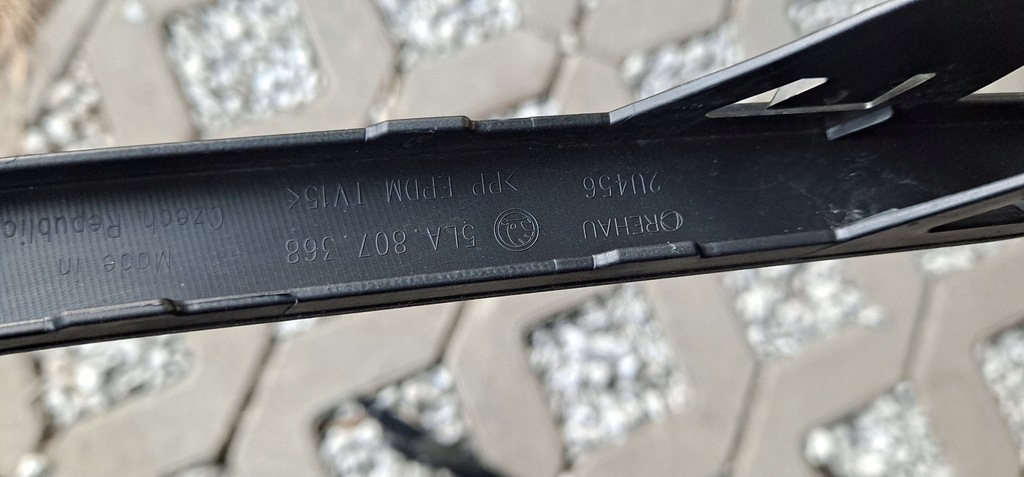 REHAU 5LA.807.368 Made in
2U456 >PP EPDM TV15< Czech Republic